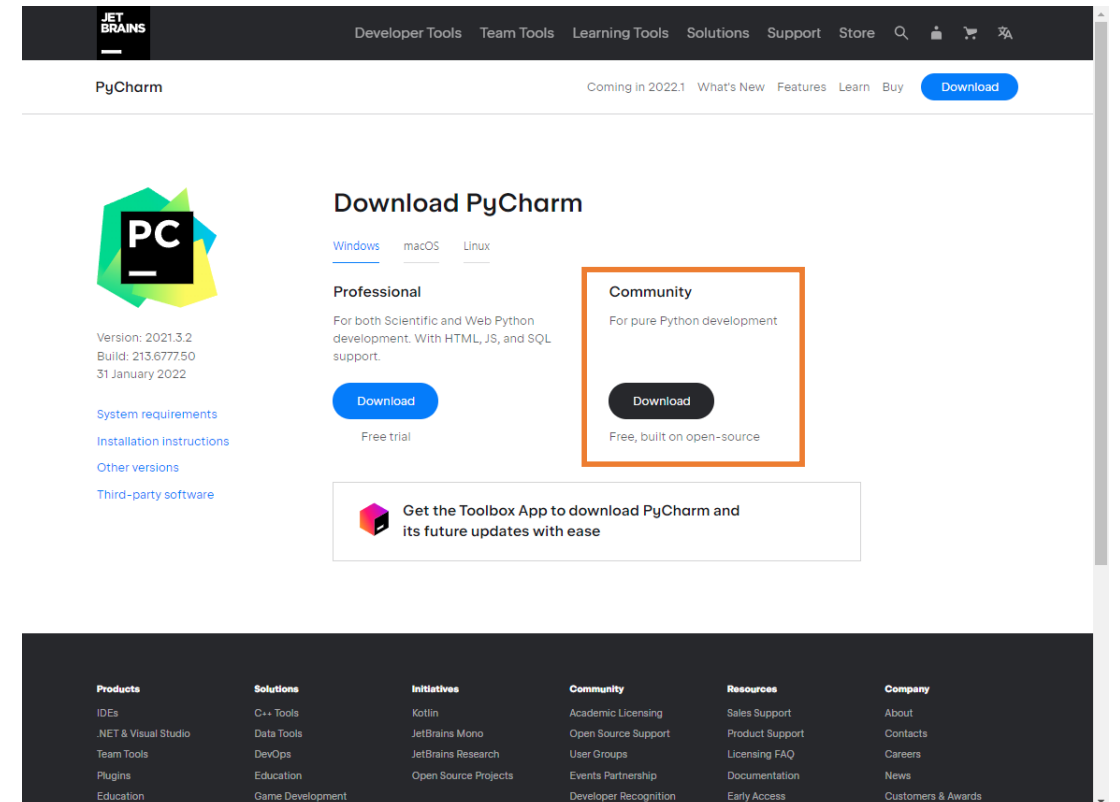 JET
BRAINS
Developer Tools Team Tools Learning Tools Solutions Support Store
PyCharm
Coming in 2022.1 What's New Features Learn Buy Download
PC
Version: 2021.3.2
Build: 213.6777.50
31 January 2022
System requirements
Installation instructions
Other versions
Third-party software
Download PyCharm
Windows macOS Linux
Professional
For both Scientific and Web Python
development. With HTML, JS, and SQL
support.
Download
Free trial
Community
For pure Python development
Download
Free, built on open-source
Get the Toolbox App to download PyCharm and
its future updates with ease
Products
IDEs
.NET & Visual Studio
Team Tools
Plugins
Education
Solutions
C++ Tools
Data Tools
DevOps
Education
Game Development
Initiatives
Kotlin
JetBrains Mono
JetBrains Research
Open Source Projects
Community
Academic Licensing
Open Source Support
User Groups
Events Partnership
Developer Recognition
Resources
Sales Support
Product Support
Licensing FAQ
Documentation
Early Access
Company
About
Contacts
Careers
News
Customers & Awards